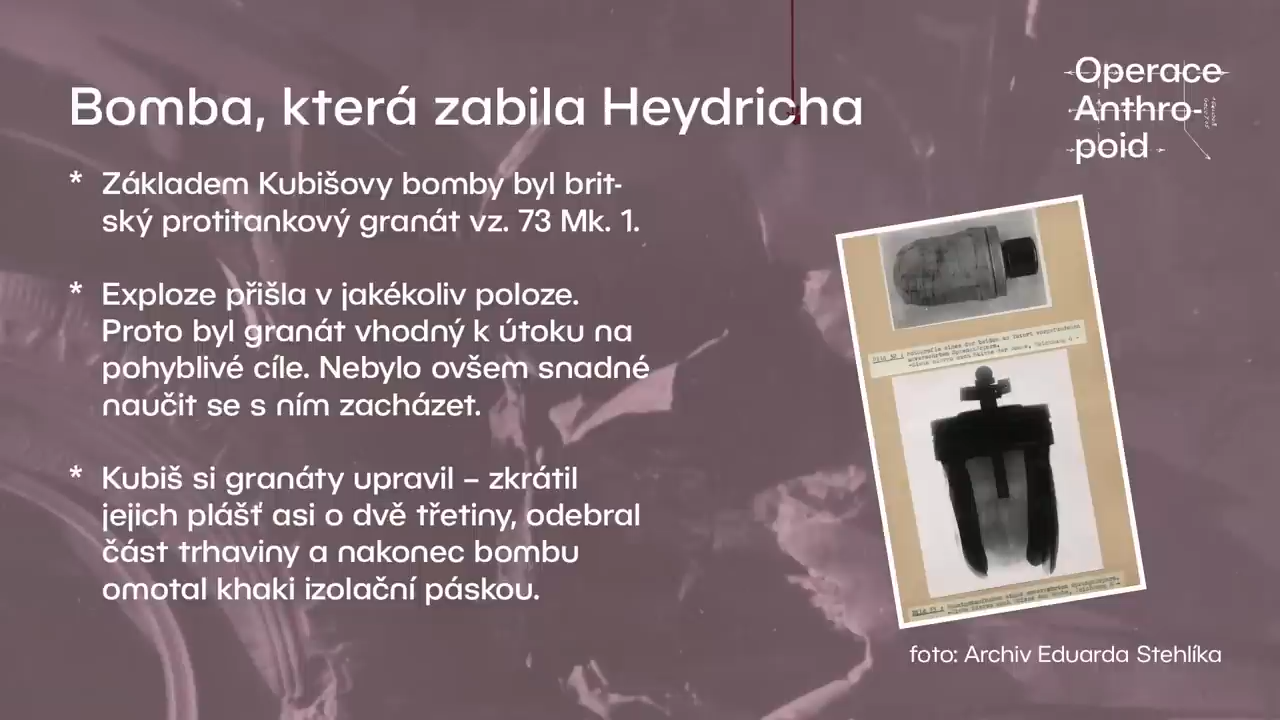 Bomba, která zabila Heydricha
Operace
Anthro-
poid
* Základem Kubišovy bomby byl brit-
ský protitankový granát vz. 73 Mk. 1.
* Exploze přišla v jakékoliv poloze.
Proto byl granát vhodný k útoku na
pohyblivé cíle. Nebylo ovšem snadné
naučit se s ním zacházet.
* Kubiš si granáty upravil – zkrátil
jejich plášť asi o dvě třetiny, odebral
část trhaviny a nakonec bombu
omotal khaki izolační páskou.
foto: Archiv Eduarda Stehlíka